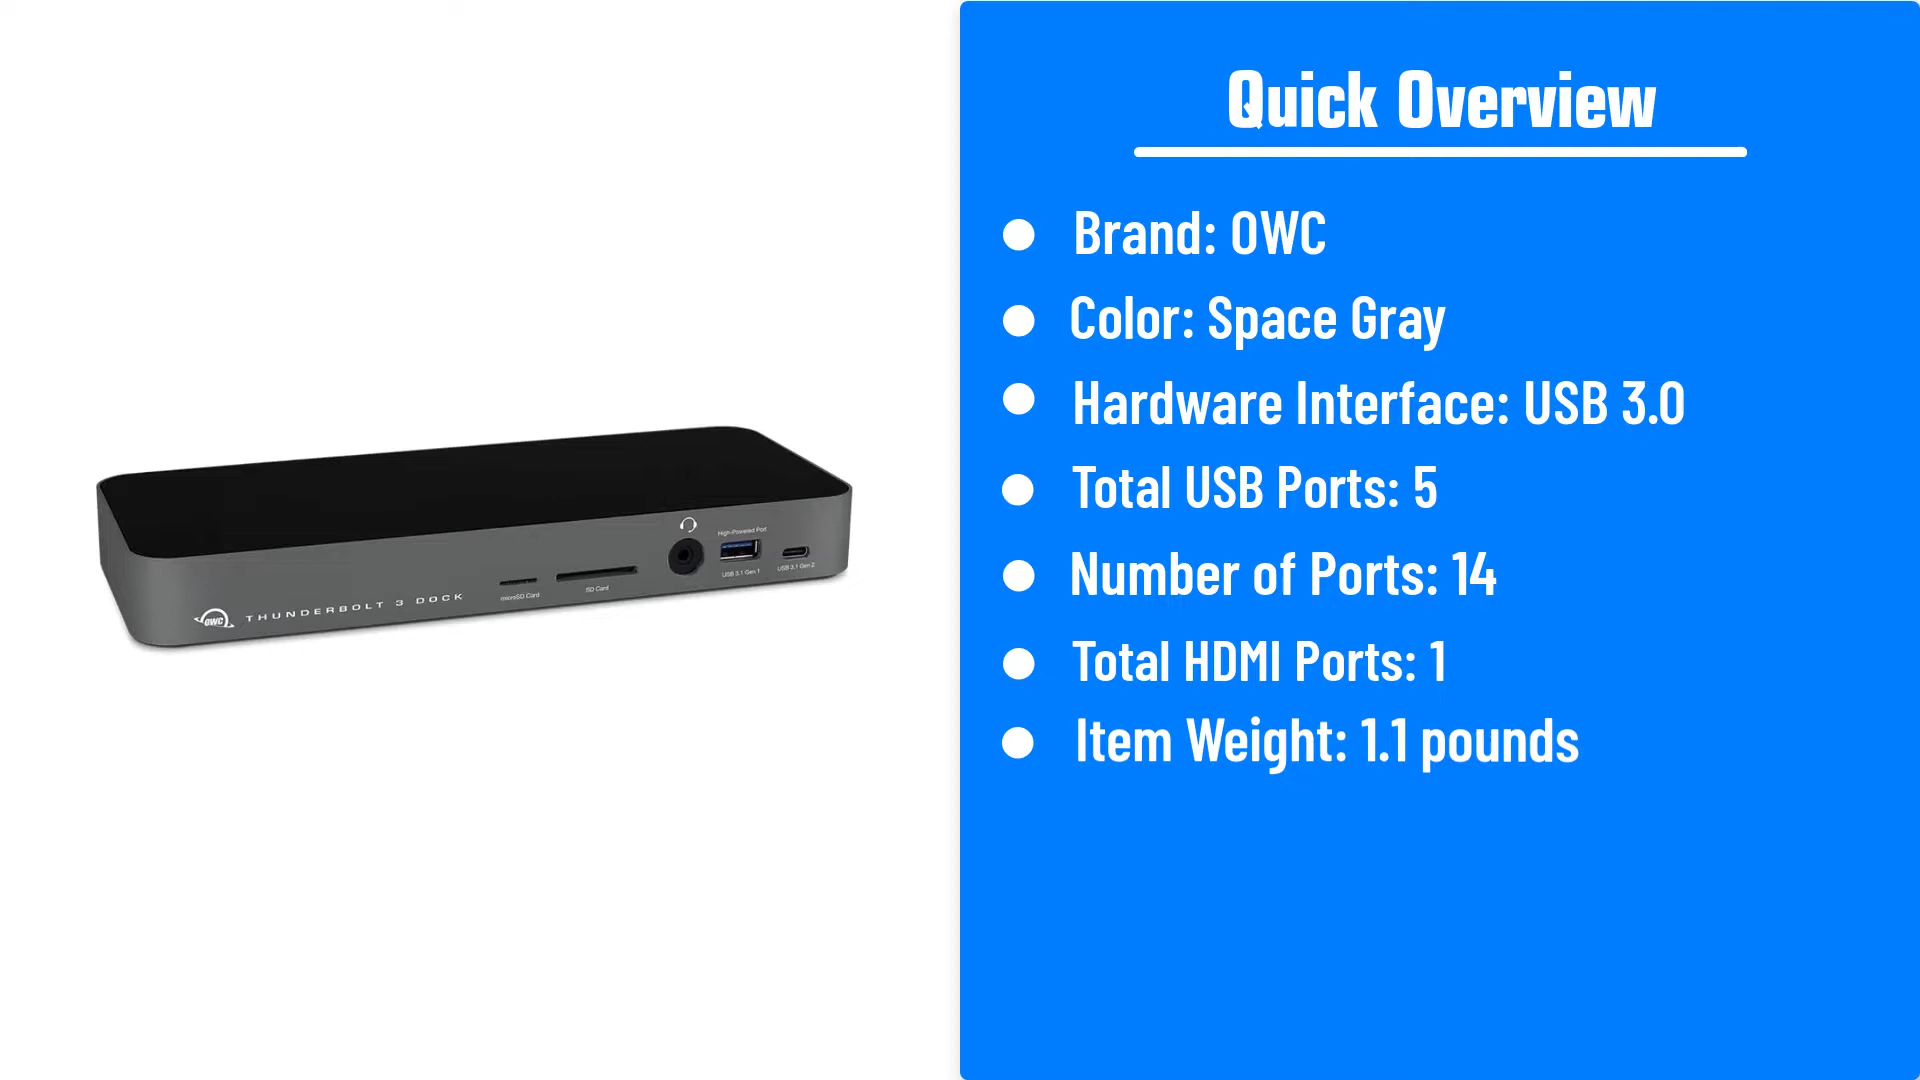 Quick Overview
Brand: OWC
Color: Space Gray
Hardware Interface: USB 3.0
Total USB Ports: 5
Number of Ports: 14
Total HDMI Ports: 1
Item Weight: 1.1 pounds
High-Powered Port
USB 3.1 Gen 1
USB 3.1 Gen 2
microSD Card
SD Card
OWC THUNDERBOLT 3 DOCK